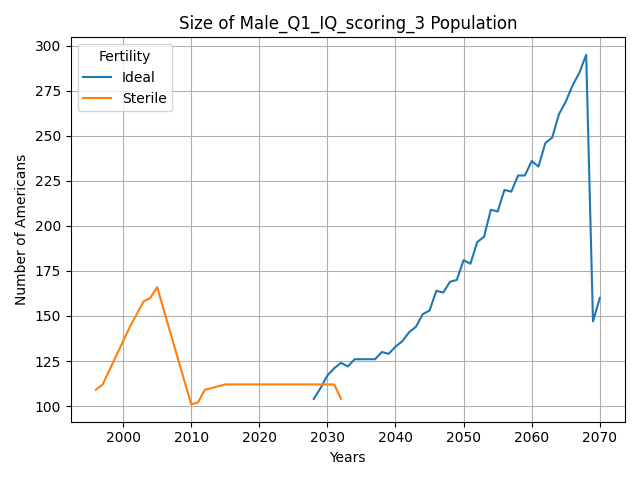 Size of Male_Q1_IQ_scoring_3 Population
Fertility
Ideal
Sterile
Number of Americans
300
275
250
225
200
175
150
125
100
2000 2010 2020 2030 2040 2050 2060 2070
Years